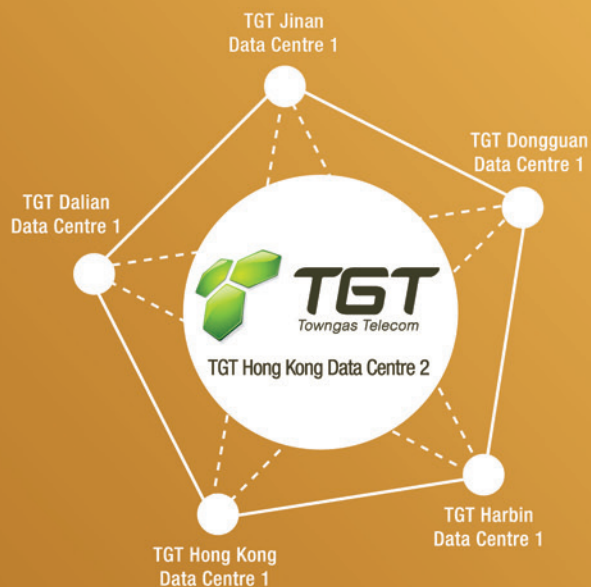 TGT Jinan
Data Centre 1
TGT Dongguan
Data Centre 1
TGT Dalian
Data Centre 1
TGT
Towngas Telecom
TGT Hong Kong Data Centre 2
TGT Harbin
Data Centre 1
TGT Hong Kong
Data Centre 1